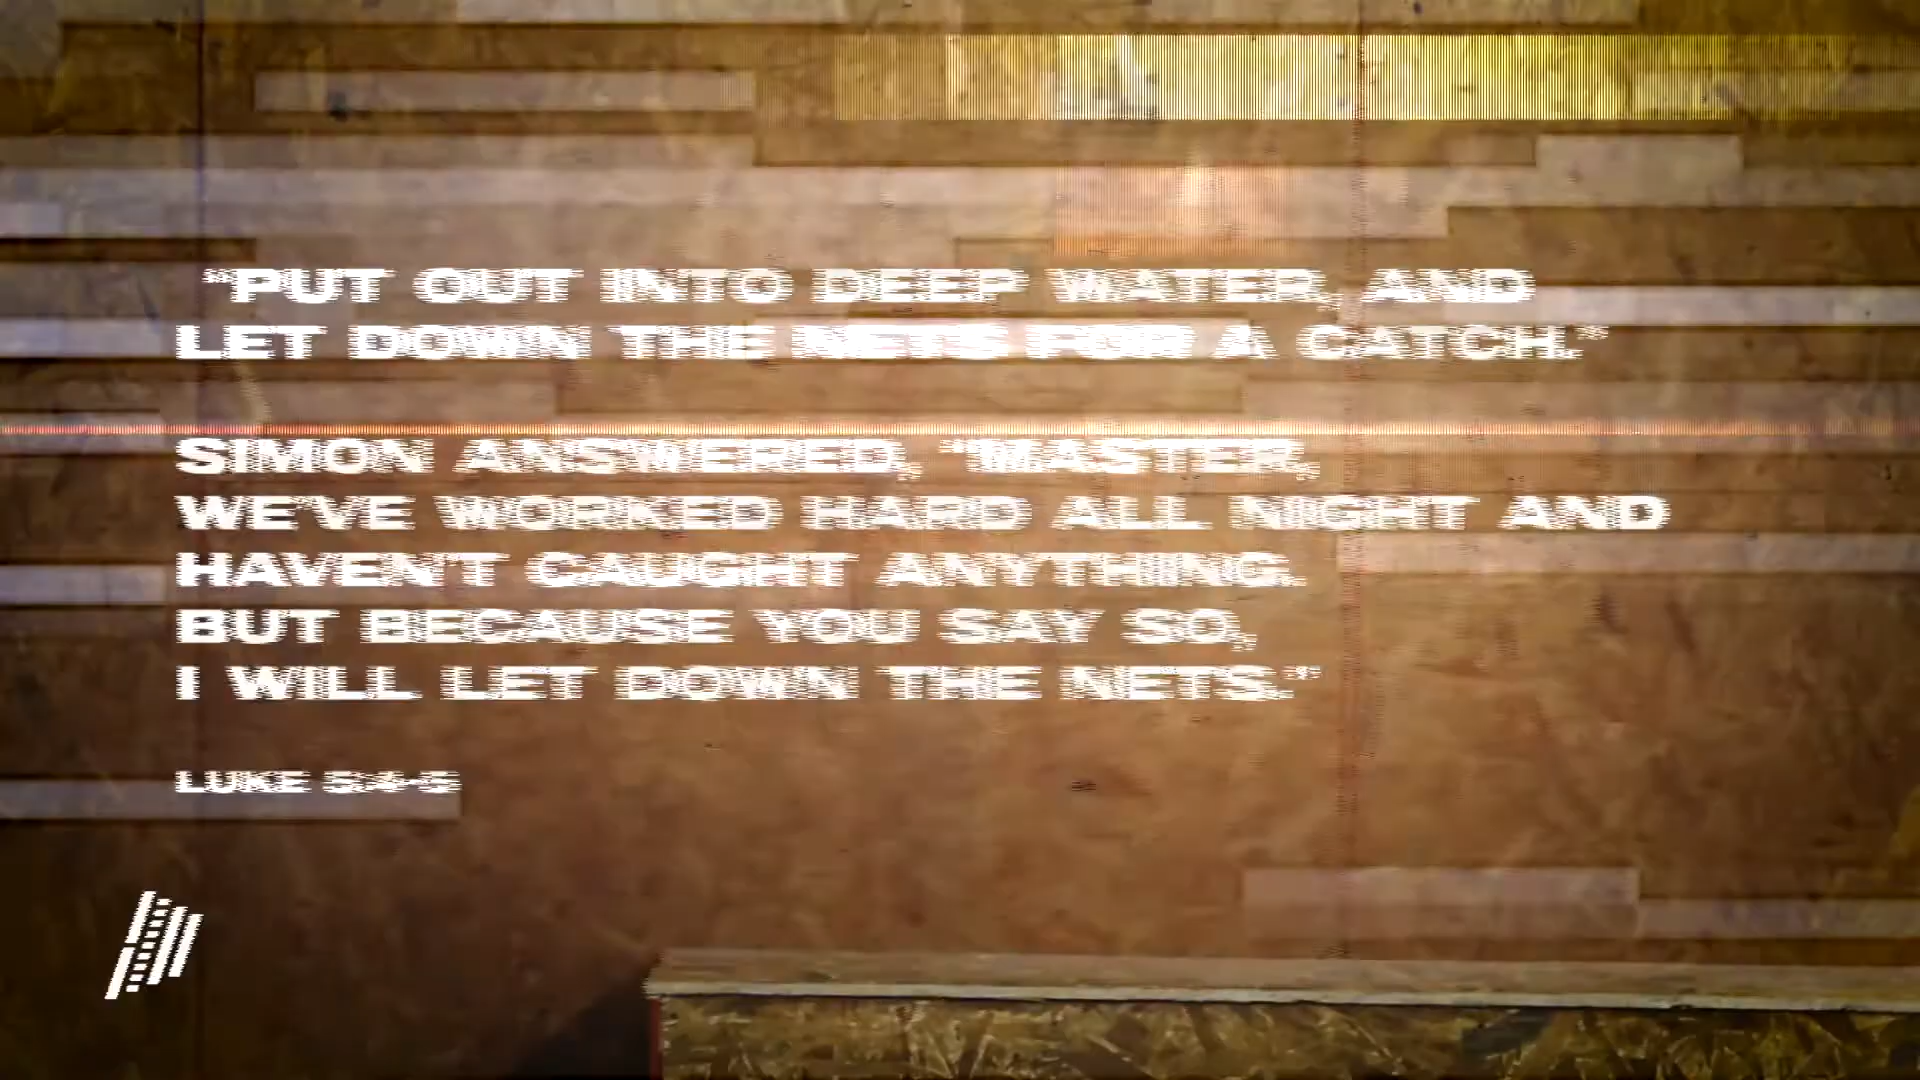 “PUT OUT INTO DEEP WATER, AND
LET DOWN THE NETS FOR A CATCH.”
SIMON ANSWERED, “MASTER,
WE’VE WORKED HARD ALL NIGHT AND
HAVEN’T CAUGHT ANYTHING.
BUT BECAUSE YOU SAY SO,
I WILL LET DOWN THE NETS.”
LUKE 5:4-5